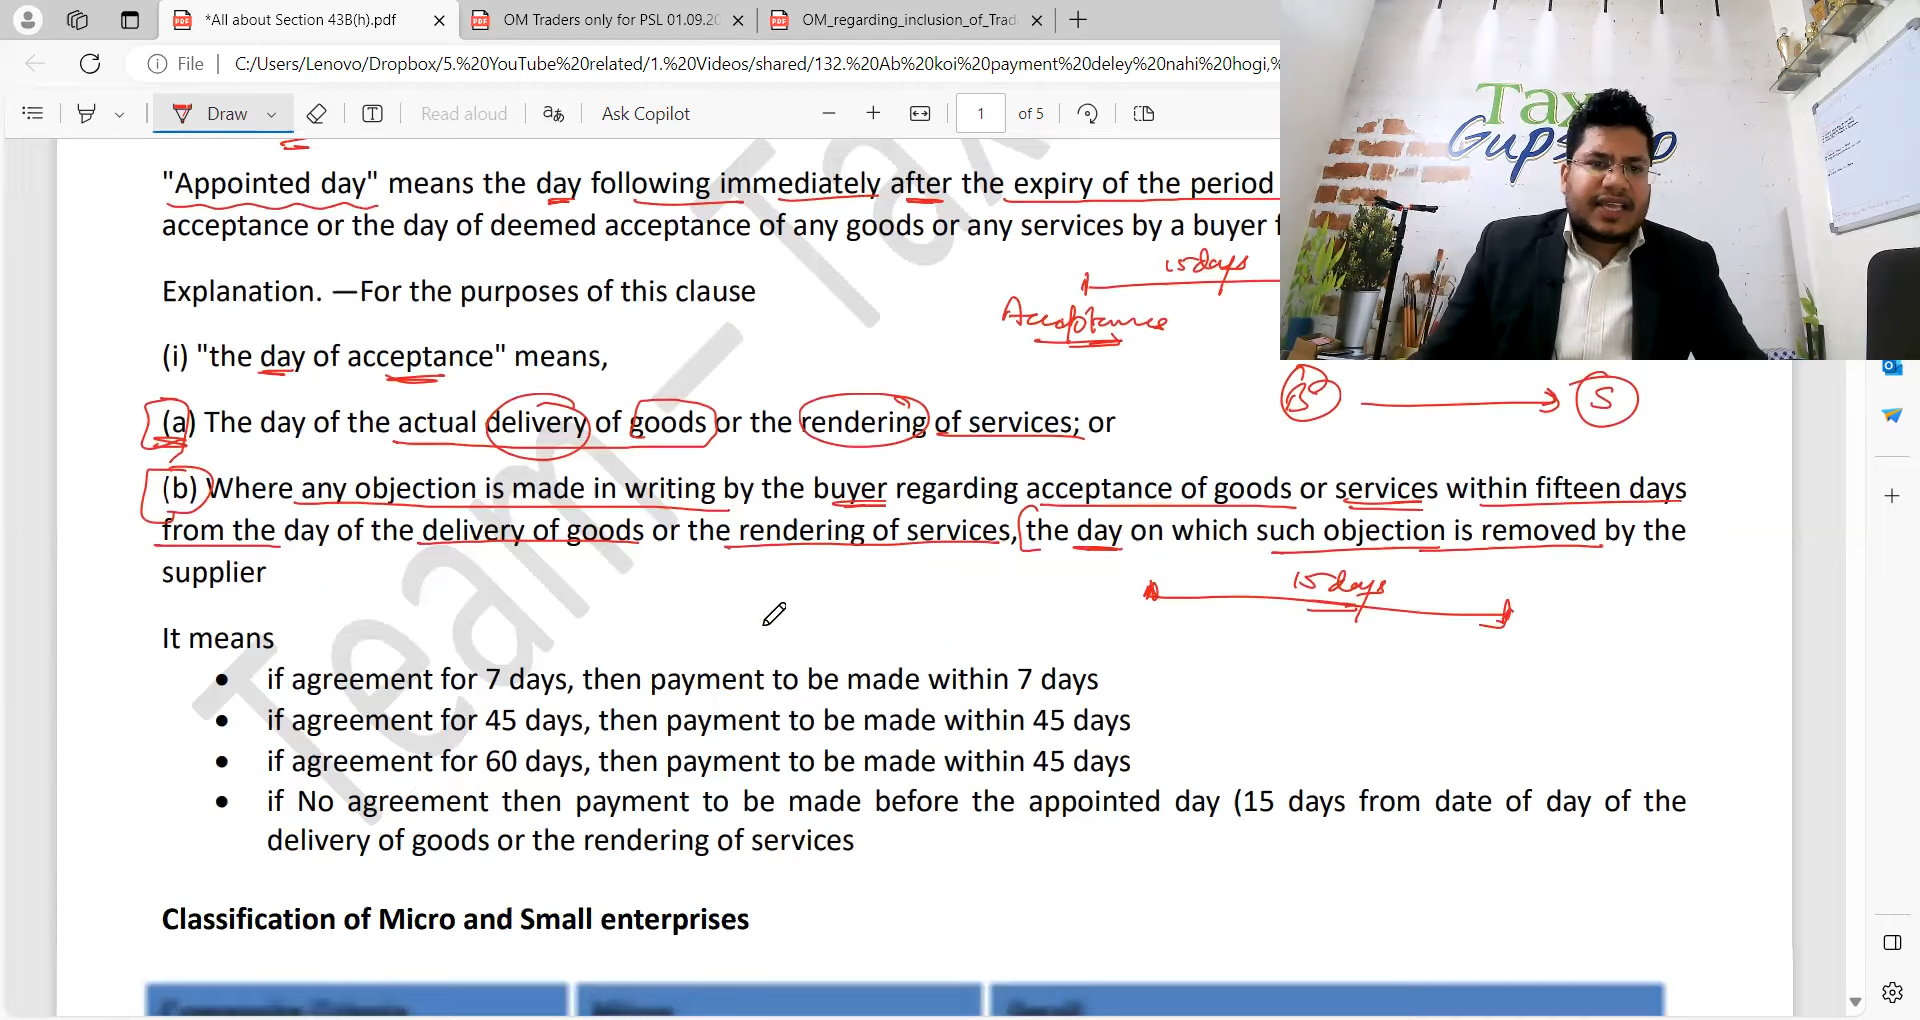 *All about Section 43B(h).pdf
OM Traders only for PSL 01.09.20
OM_regarding_inclusion_of_Trad
File
C:/Users/Lenovo/Dropbox/5.%20YouTube%20related/1.%20Videos/shared/132.%20Ab%20koi%20payment%20deley%20nahi%20hogi,%
Draw
Read aloud
Ask Copilot
1
of 5
Tax
Gupshup
"Appointed day" means the day following immediately after the expiry of the period
acceptance or the day of deemed acceptance of any goods or any services by a buyer f
15 days
Explanation. —For the purposes of this clause
Acceptance
(i) "the day of acceptance" means,
B
S
(a) The day of the actual delivery of goods or the rendering of services; or
(b) Where any objection is made in writing by the buyer regarding acceptance of goods or services within fifteen days
from the day of the delivery of goods or the rendering of services, the day on which such objection is removed by the
supplier
15 days
It means
• if agreement for 7 days, then payment to be made within 7 days
• if agreement for 45 days, then payment to be made within 45 days
• if agreement for 60 days, then payment to be made within 45 days
• if No agreement then payment to be made before the appointed day (15 days from date of day of the
delivery of goods or the rendering of services
Classification of Micro and Small enterprises
Team - Tax